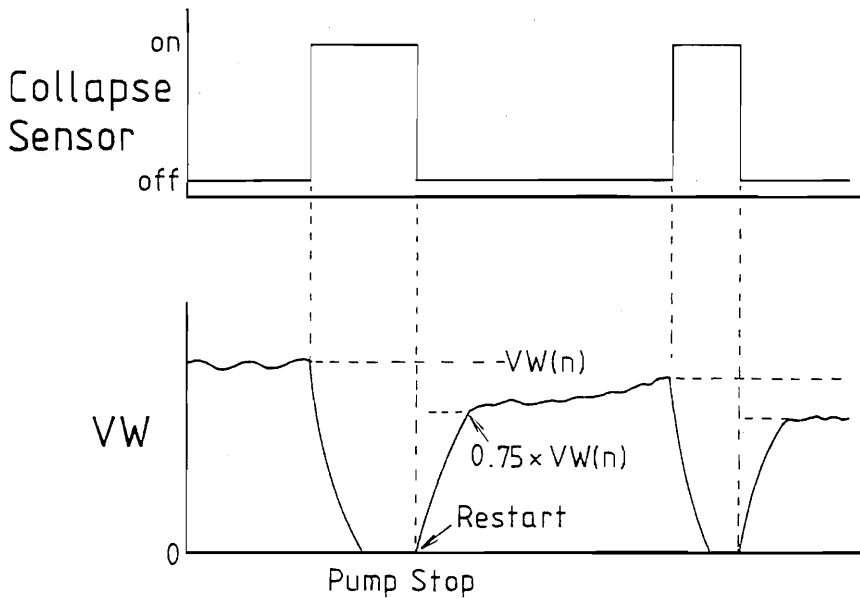 on
Collapse
Sensor
off
VW(n)
VW
0.75 × VW(n)
Restart
0
Pump Stop